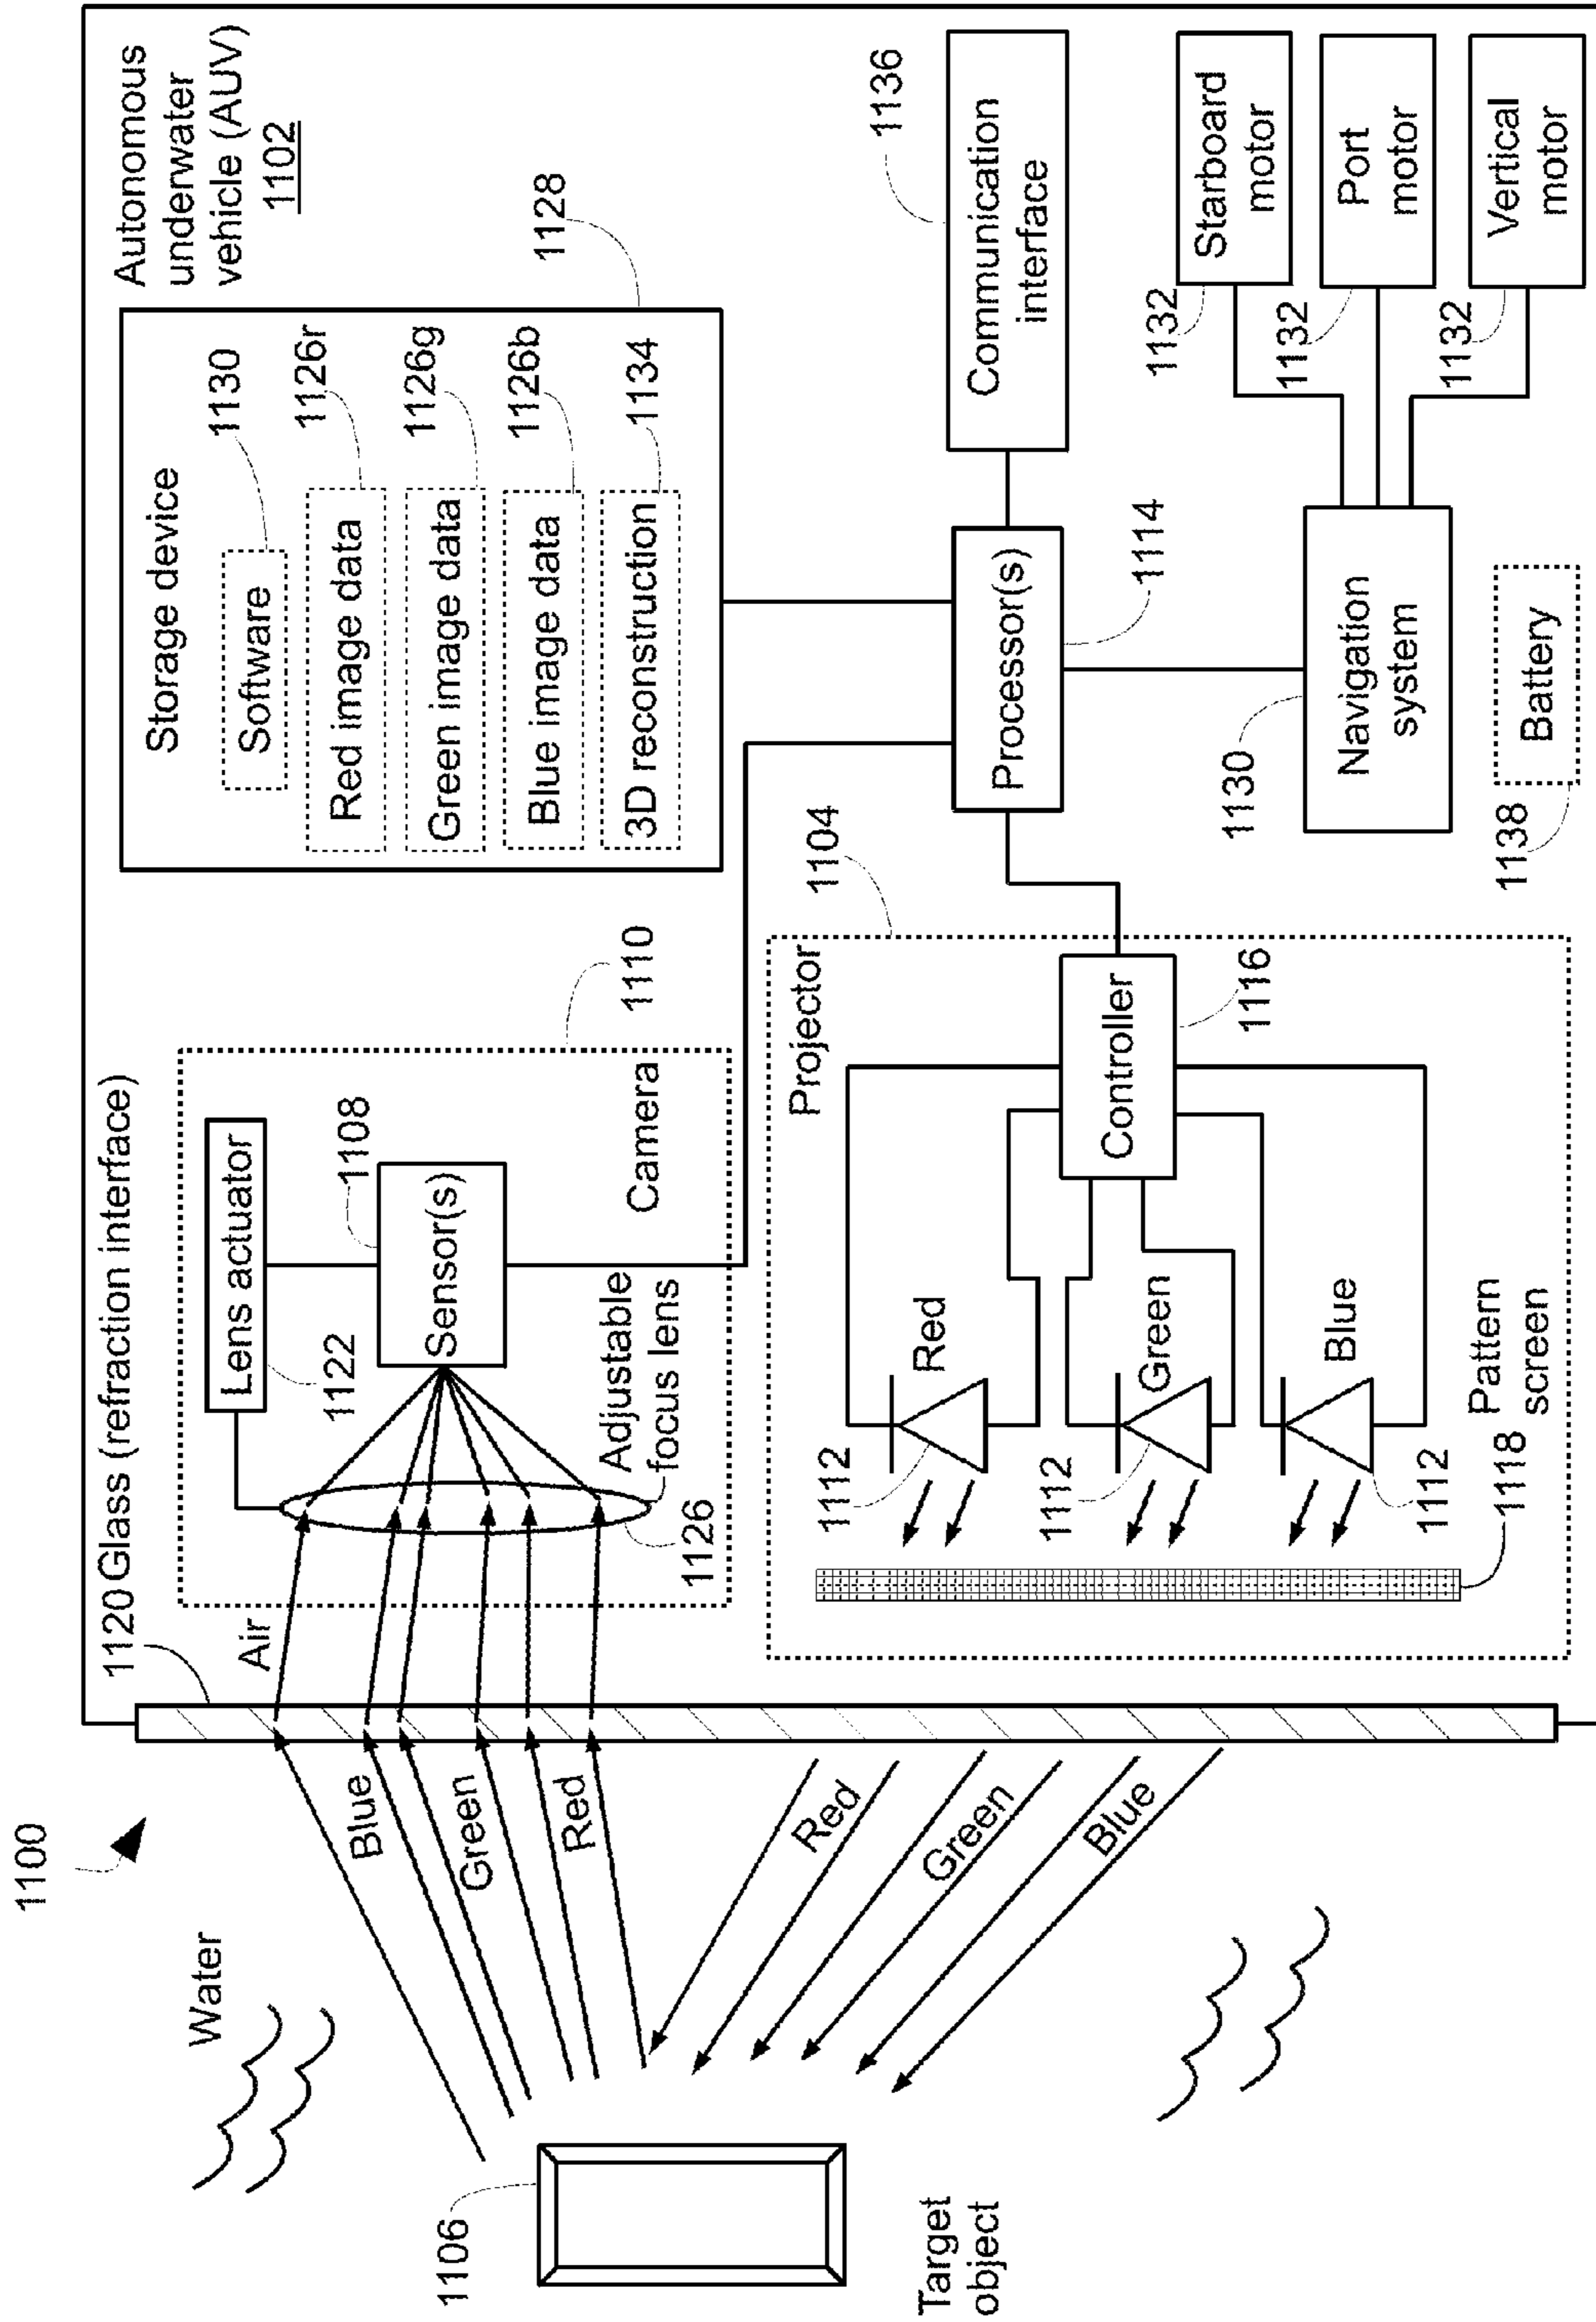 1100
Water
1106
Target
object
Blue
Green
Red
Red
Green
Blue
1120
Glass (refraction interface)
Air
Lens actuator
1122
1108
Sensor(s)
Adjustable
focus lens
1126
Camera
1110
Projector
1104
Controller
1116
Red
1112
Green
1112
Blue
1112
Pattern
screen
1118
Autonomous
underwater
vehicle (AUV)
1102
Storage device
1128
Software
1130
Red image data
1126r
Green image data
1126g
Blue image data
1126b
3D reconstruction
1134
Processor(s)
1114
Communication
interface
1136
Navigation
system
1130
Battery
1138
Starboard
motor
1132
Port
motor
1132
Vertical
motor
1132